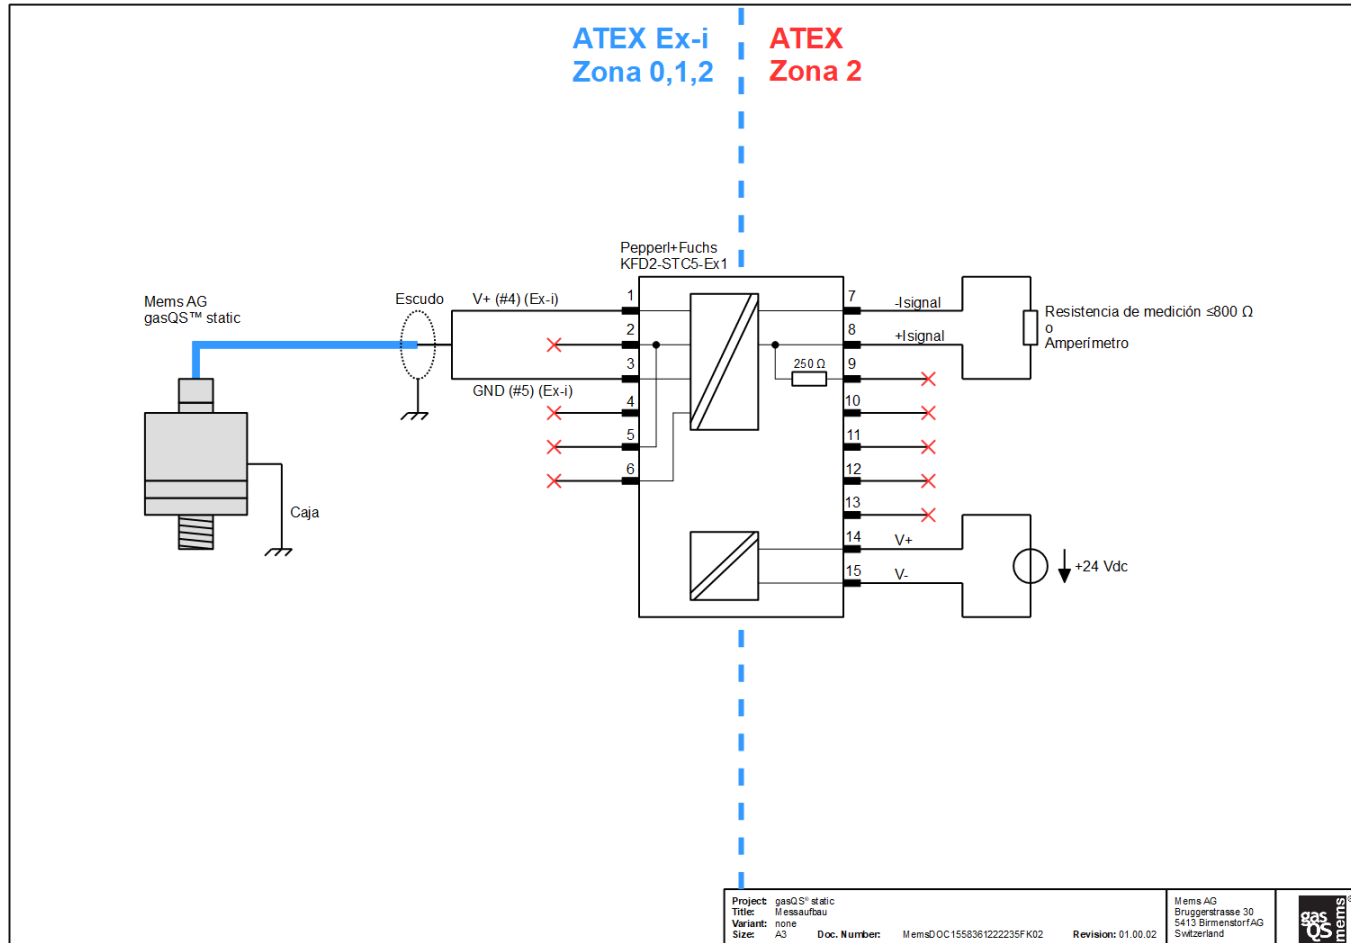 ATEX Ex-i
Zona 0,1,2
ATEX
Zona 2
Pepperl+Fuchs
KFD2-STC5-Ex1
Mems AG
gasQS™ static
Escudo
V+ (#4) (Ex-i)
GND (#5) (Ex-i)
Caja
1
2
3
4
5
6
7
8
9
10
11
12
13
14
15
250 Ω
-Isignal
+Isignal
Resistencia de medición ≤800 Ω
o
Amperímetro
V+
V-
+24 Vdc
Project: gasQS® static
Title: Messaufbau
Variant: none
Size: A3 Doc. Number: MemsDOC1558361222235FK02 Revision: 01.00.02
Mems AG
Bruggerstrasse 30
5413 Birmenstorf AG
Switzerland
gas
QS
mems
®